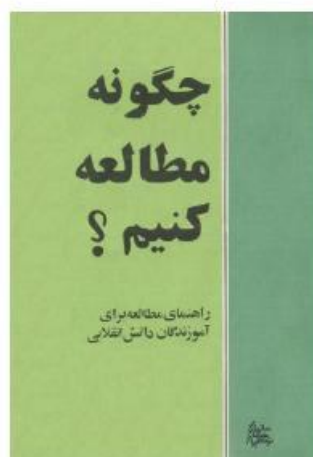 چگونه
مطالعه
کنیم ؟
راهنمای مطالعه برای
آموزندگان دانش انقلابی